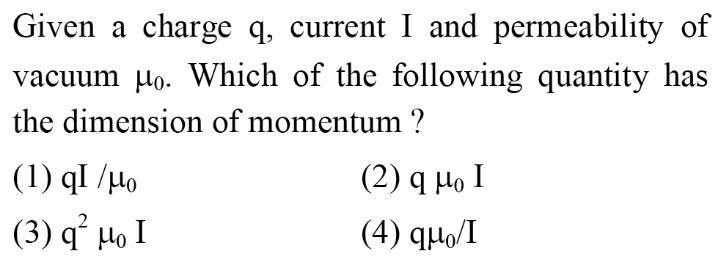 Given a charge q, current I and permeability of
vacuum μ₀. Which of the following quantity has
the dimension of momentum ?
(1) qI /μ₀ (2) q μ₀ I
(3) q² μ₀ I (4) qμ₀/I